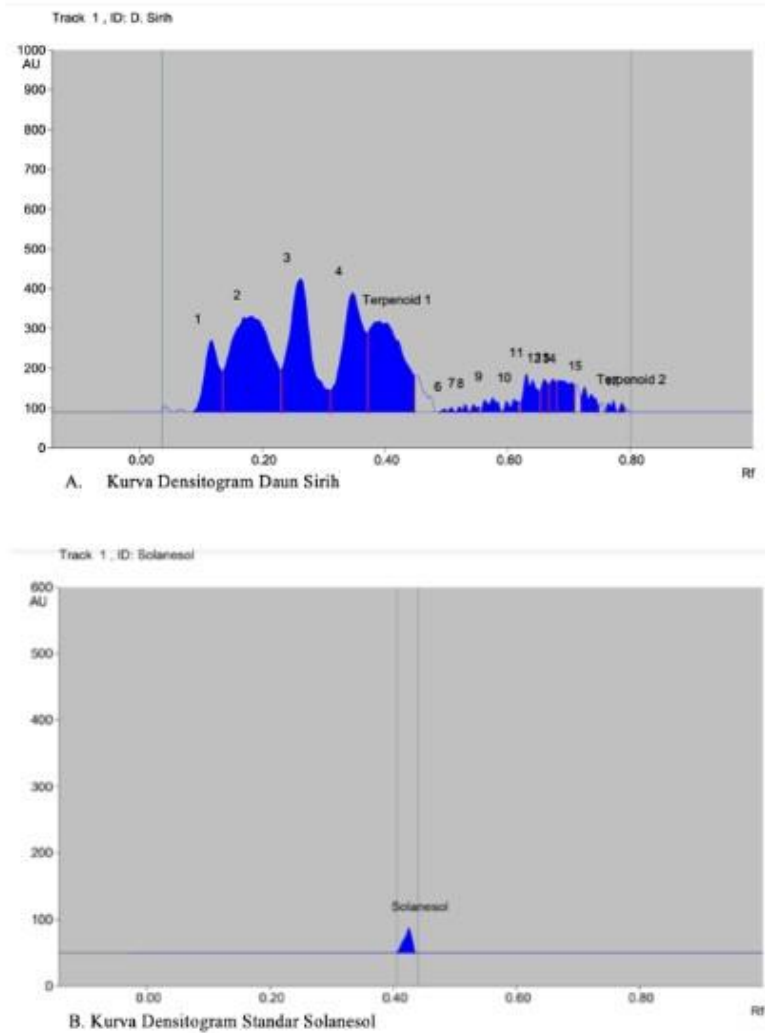 Track 1 , ID: D. Sirih
1000
AU
900
800
700
600
500
400
300
200
100
0
1
2
3
4
Terpenoid 1
6
7
8
9
10
11
15
Terpenoid 2
0.00 0.20 0.40 0.60 0.80
Rf
A. Kurva Densitogram Daun Sirih
Track 1 , ID: Solanesol
600
AU
500
400
300
200
100
0
Solanesol
0.00 0.20 0.40 0.60 0.80
Rf
B. Kurva Densitogram Standar Solanesol